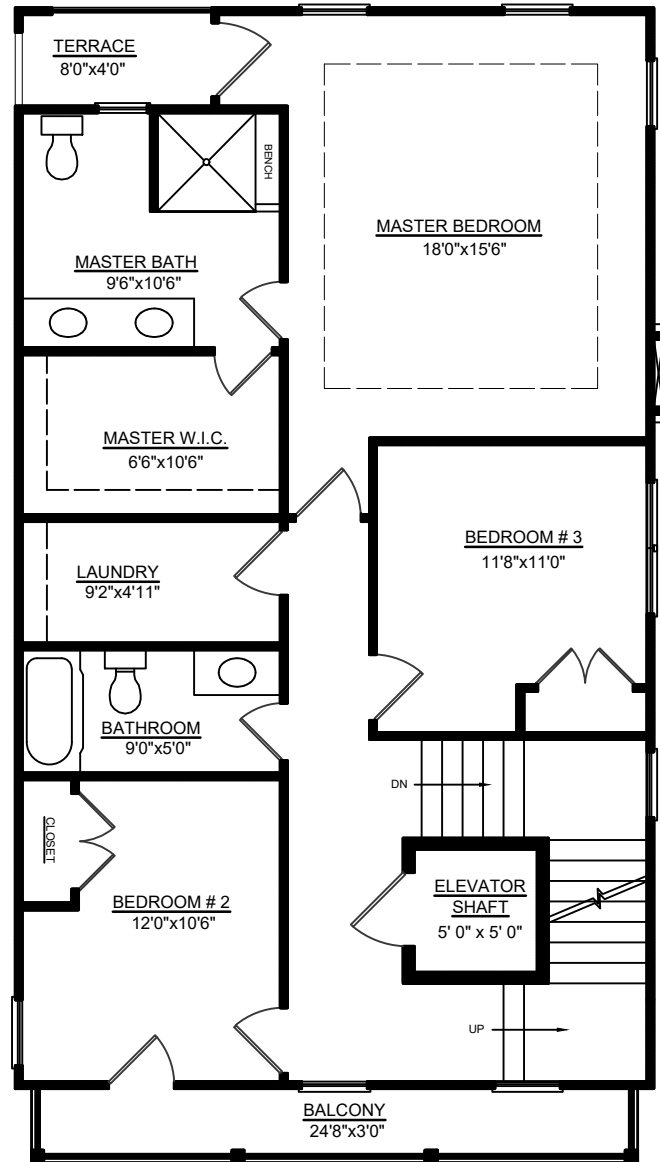 TERRACE
8'0"x4'0"
BENCH
MASTER BEDROOM
18'0"x15'6"
MASTER BATH
9'6"x10'6"
MASTER W.I.C.
6'6"x10'6"
BEDROOM # 3
11'8"x11'0"
LAUNDRY
9'2"x4'11"
BATHROOM
9'0"x5'0"
DN
CLOSET
BEDROOM # 2
12'0"x10'6"
ELEVATOR
SHAFT
5' 0" x 5' 0"
UP
BALCONY
24'8"x3'0"